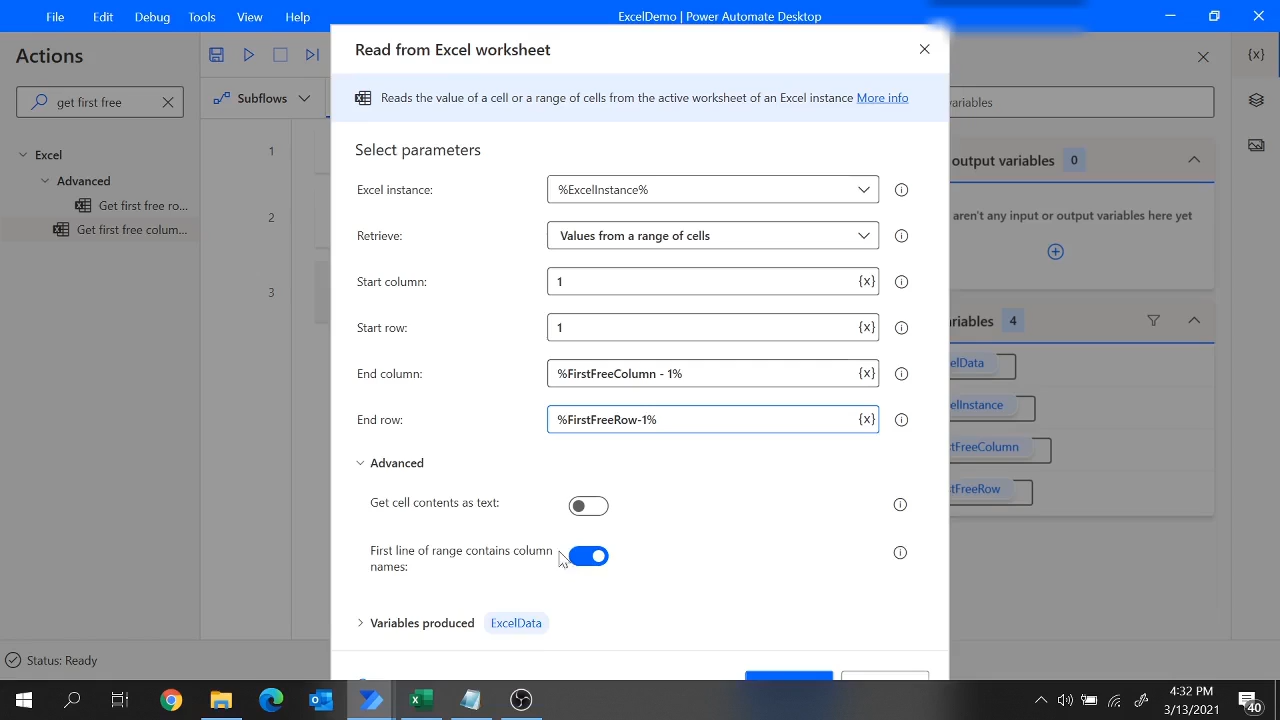 File Edit Debug Tools View Help
ExcelDemo | Power Automate Desktop
Actions
get first free
Subflows
Excel
Advanced
Get first free ro...
Get first free colum...
1
2
3
Read from Excel worksheet
Reads the value of a cell or a range of cells from the active worksheet of an Excel instance More info
Select parameters
Excel instance: %ExcelInstance%
Retrieve: Values from a range of cells
Start column: 1 {x}
Start row: 1 {x}
End column: %FirstFreeColumn - 1% {x}
End row: %FirstFreeRow-1% {x}
Advanced
Get cell contents as text:
First line of range contains column
names:
Variables produced ExcelData
{x}
variables
output variables 0
aren't any input or output variables here yet
riables 4
elData
elInstance
tFreeColumn
tFreeRow
Status: Ready
4:32 PM
3/13/2021
40